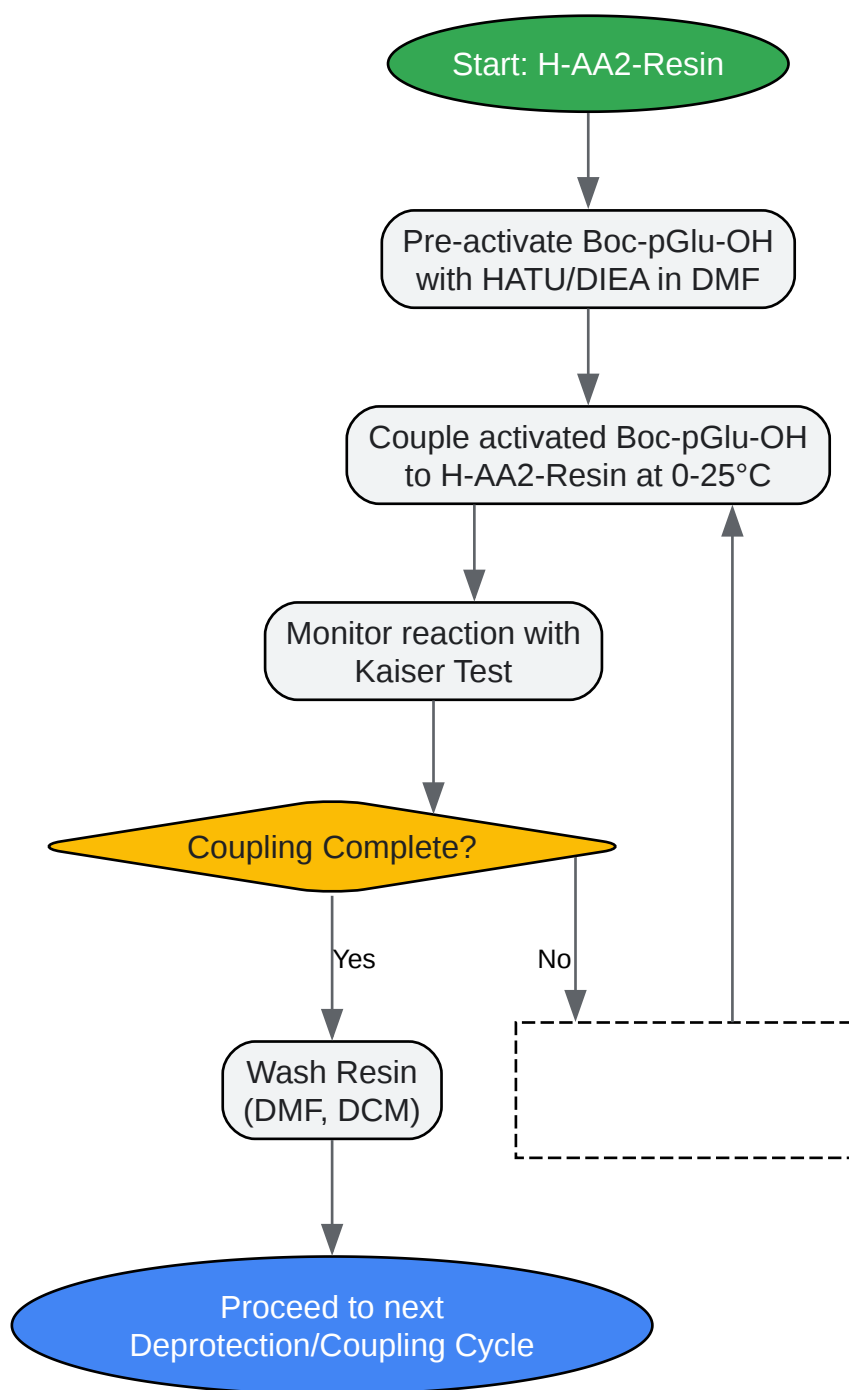 Start: H-AA2-Resin
Pre-activate Boc-pGlu-OH
with HATU/DIEA in DMF
Couple activated Boc-pGlu-OH
to H-AA2-Resin at 0-25°C
Monitor reaction with
Kaiser Test
Coupling Complete?
Yes
No
Wash Resin
(DMF, DCM)
Proceed to next
Deprotection/Coupling Cycle